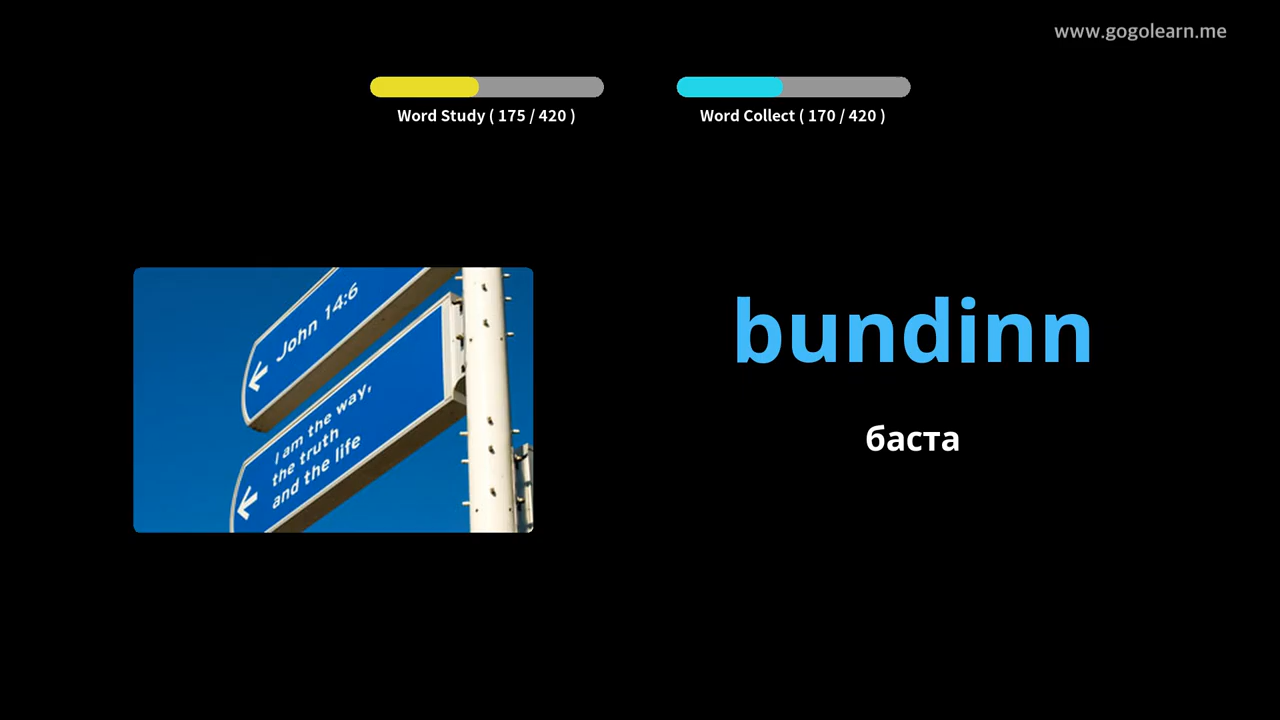 www.gogolearn.me
Word Study ( 175 / 420 )
Word Collect ( 170 / 420 )
John 14:6
I am the way,
the truth
and the life
bundinn
баста